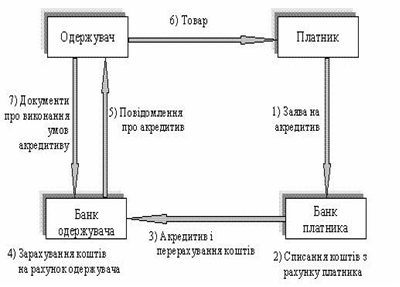 6) Товар
Одержувач
Платник
7) Документи
про виконання
умов
акредитиву
5) Повідомлення
про акредитив
1) Заява на
акредитив
Банк
одержувача
Банк
платника
3) Акредитив і
перерахування коштів
4) Зарахування коштів
на рахунок одержувача
2) Списання коштів з
рахунку платника